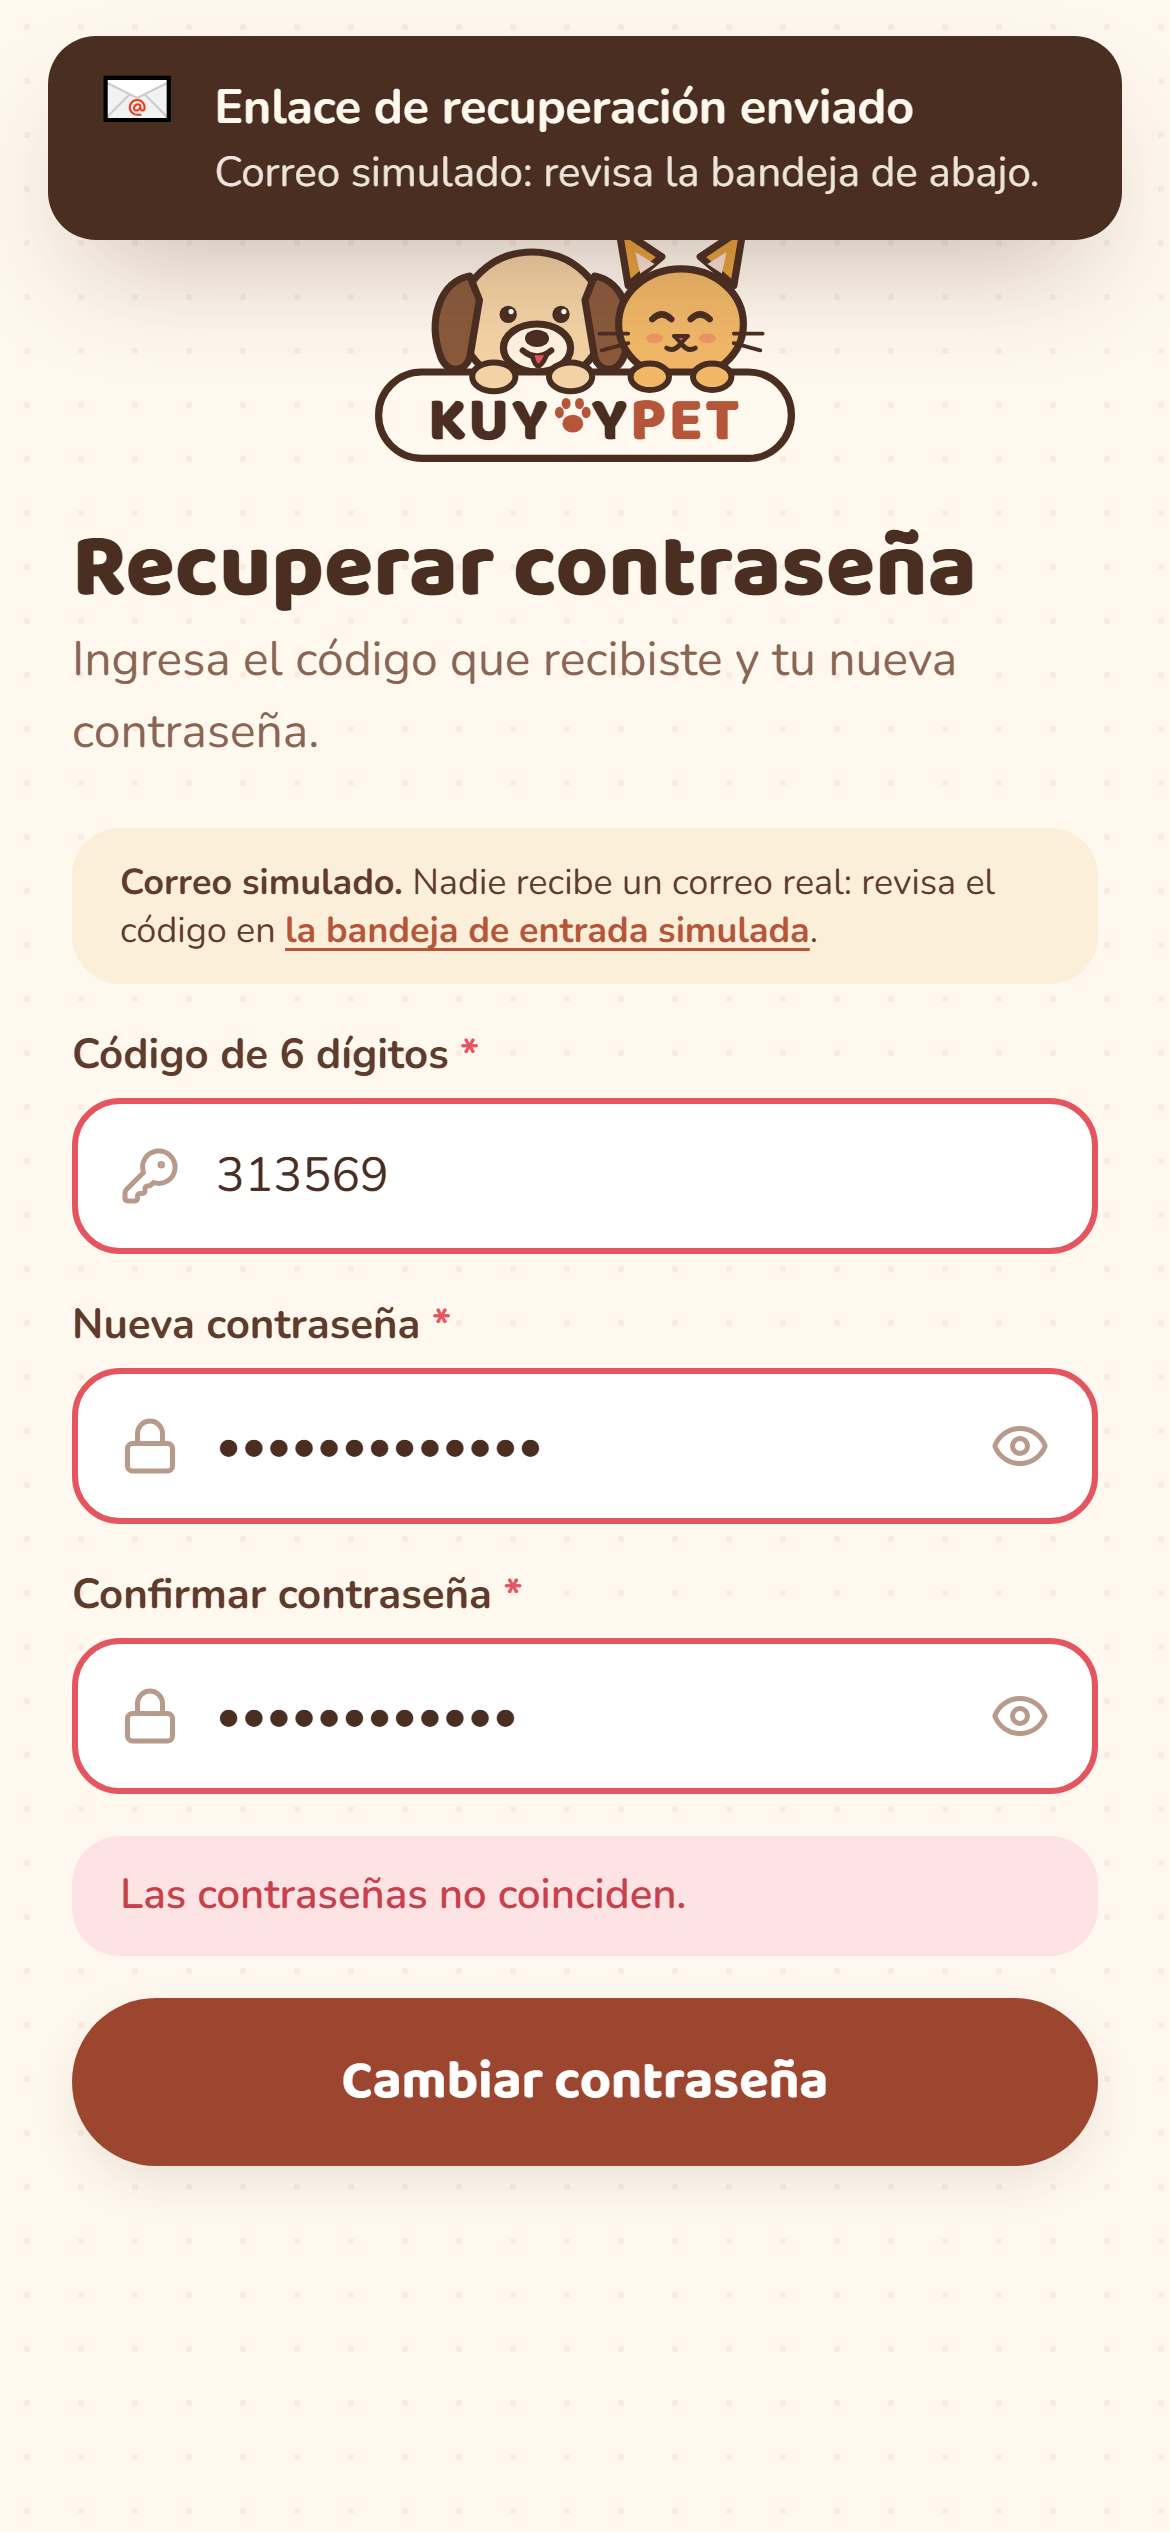 Enlace de recuperación enviado
Correo simulado: revisa la bandeja de abajo.
KUYYPET
Recuperar contraseña
Ingresa el código que recibiste y tu nueva
contraseña.
Correo simulado. Nadie recibe un correo real: revisa el
código en la bandeja de entrada simulada.
Código de 6 dígitos *
313569
Nueva contraseña *
•••••••••••••
Confirmar contraseña *
••••••••••••
Las contraseñas no coinciden.
Cambiar contraseña